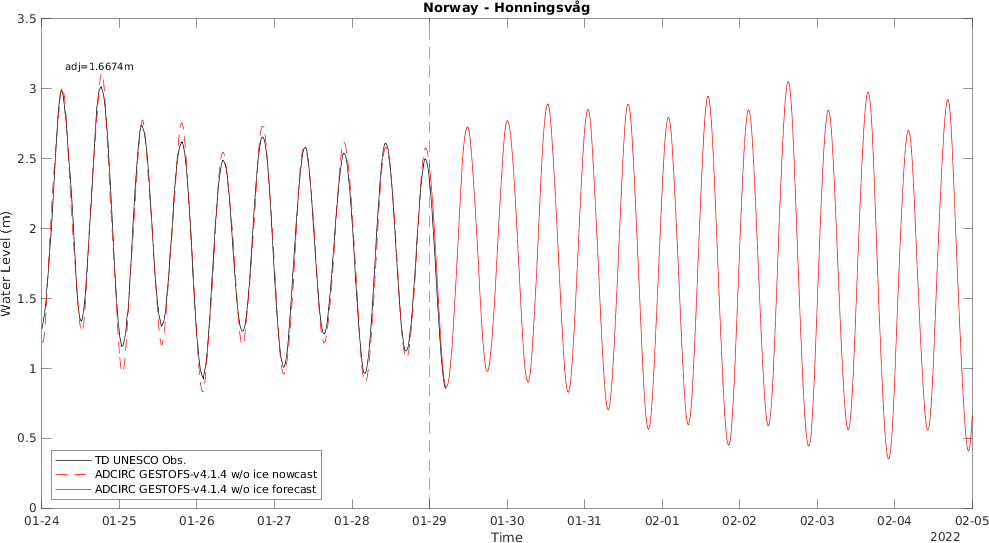 Norway - Honningsvåg
adj=1.6674m
3.5
3
2.5
2
1.5
1
0.5
0
Water Level (m)
TD UNESCO Obs.
ADCIRC GESTOFS-v4.1.4 w/o ice nowcast
ADCIRC GESTOFS-v4.1.4 w/o ice forecast
01-24 01-25 01-26 01-27 01-28 01-29 01-30 01-31 02-01 02-02 02-03 02-04 02-05
Time
2022